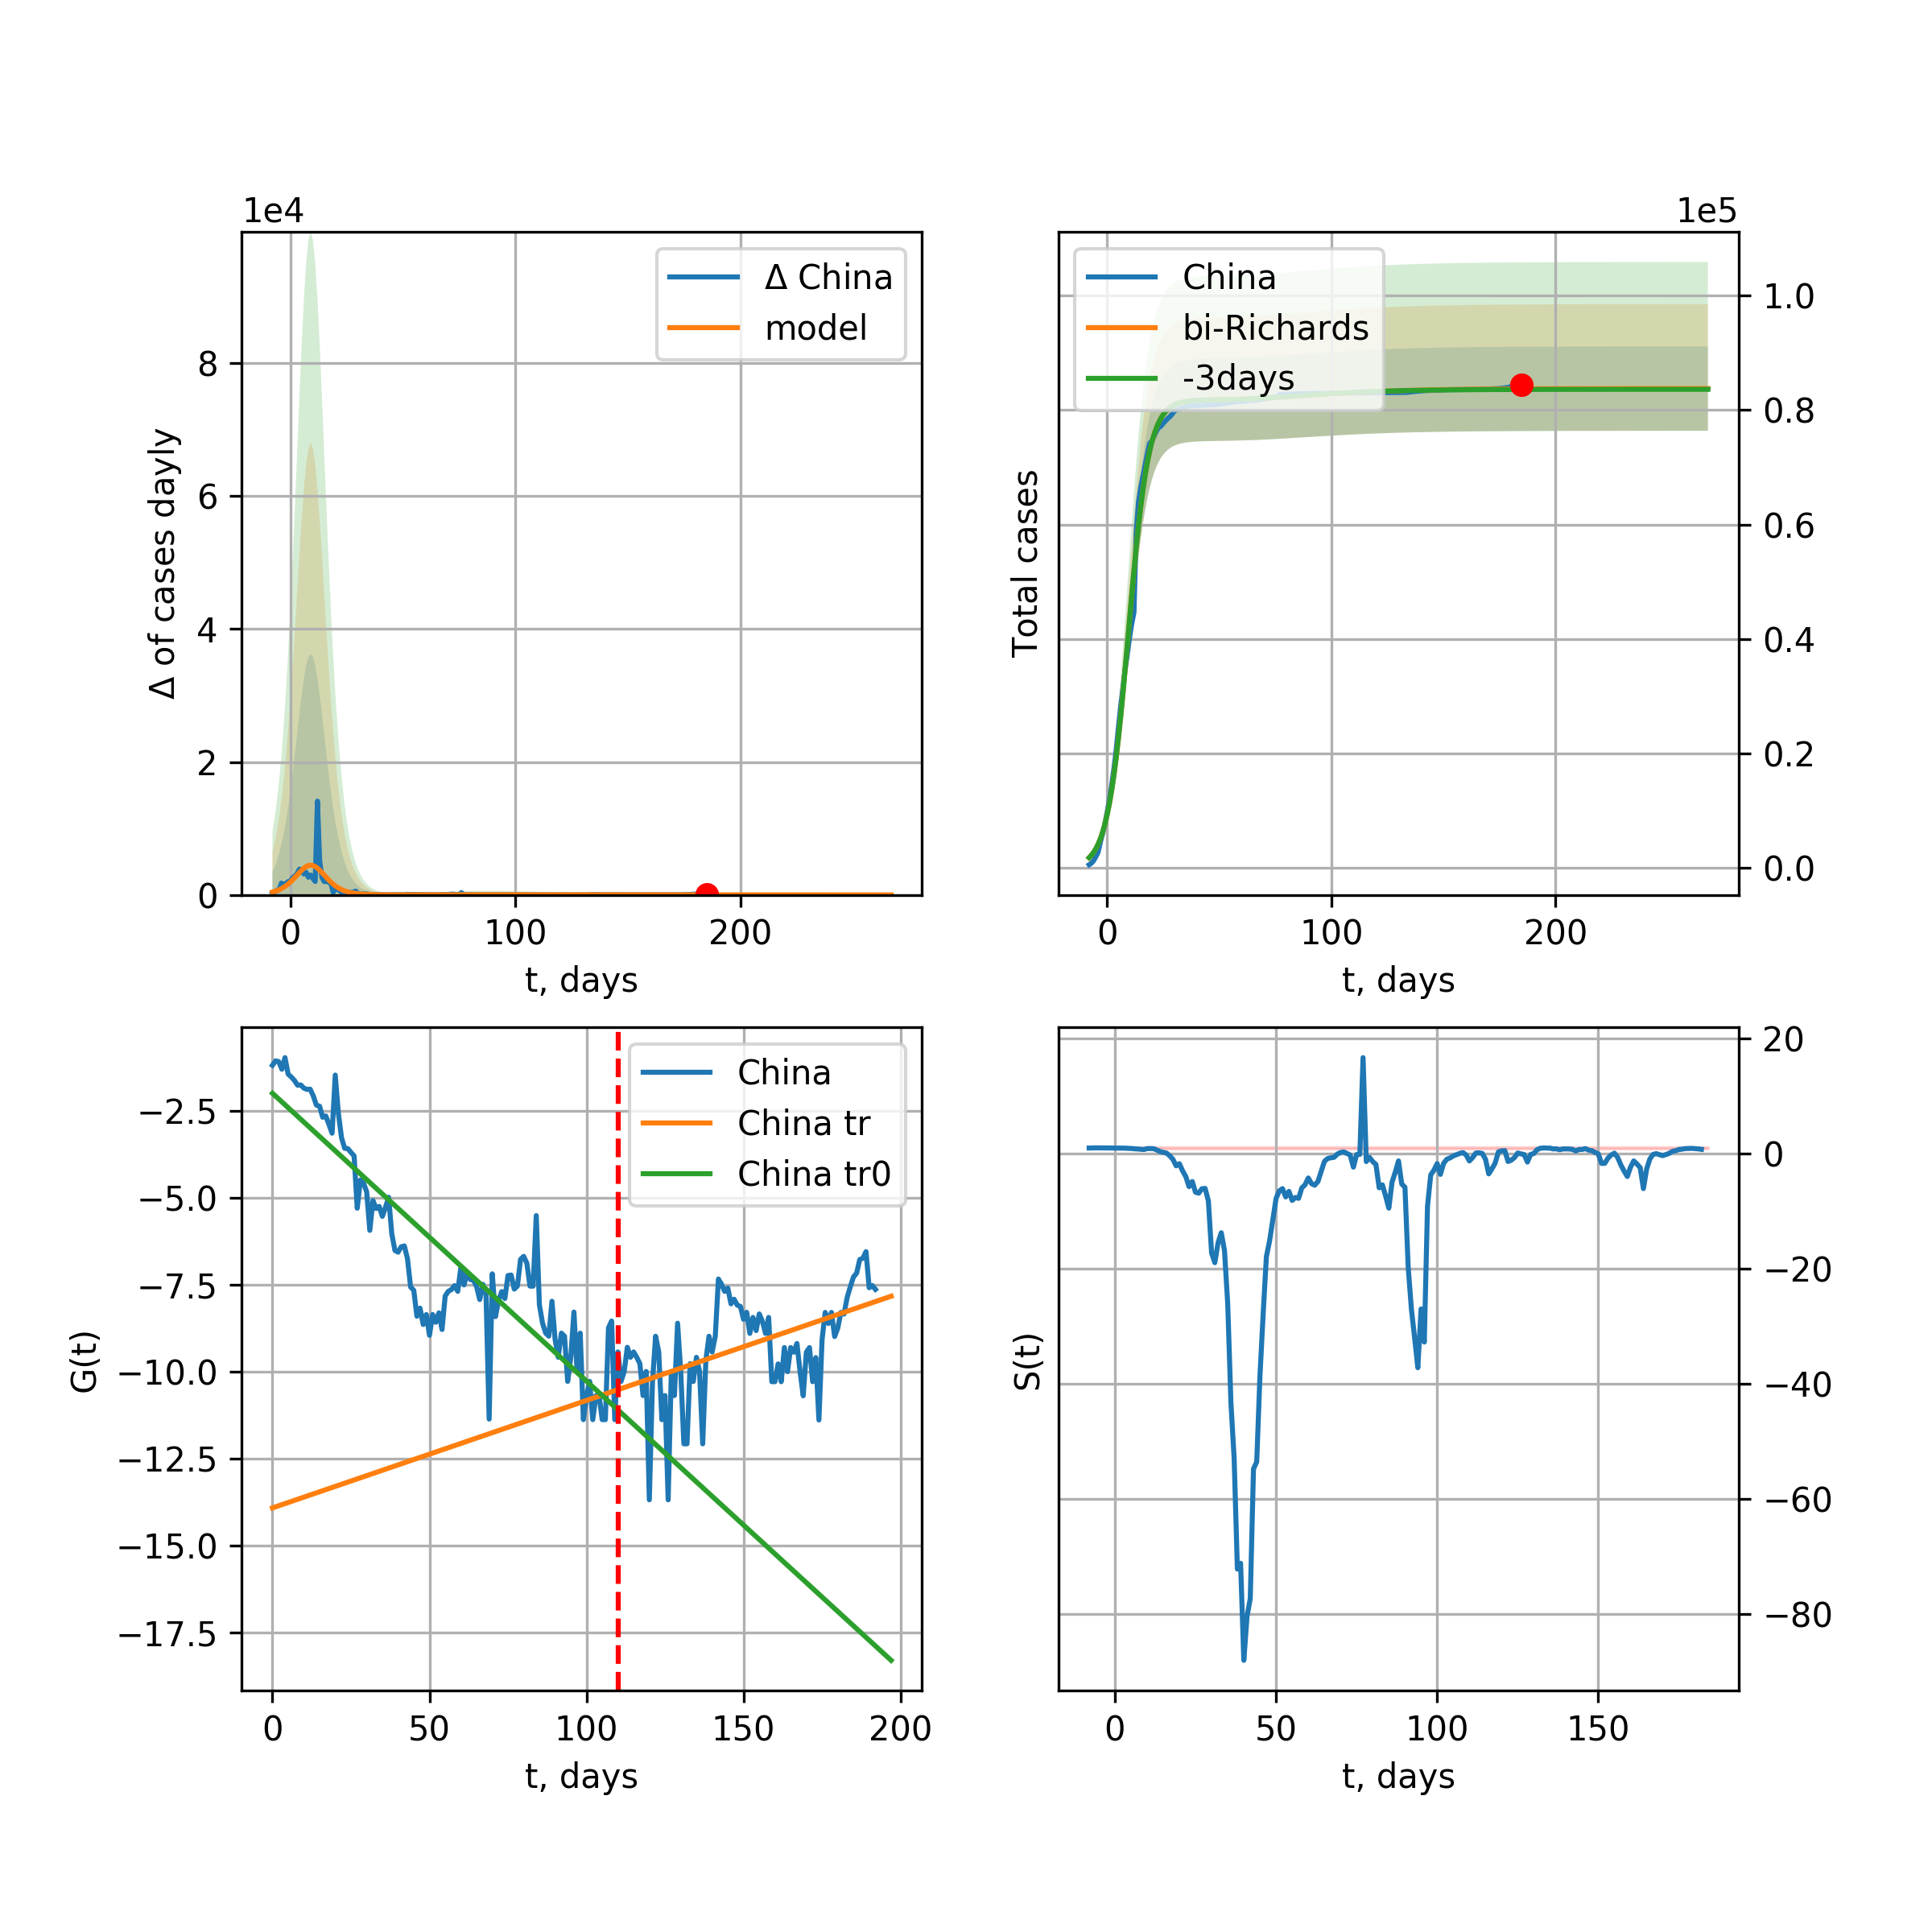 1e4
Δ China
model
8
6
4
2
0
Δ of cases dayly
0 100 200
t, days
1e5
China
bi-Richards
-3days
1.0
0.8
0.6
0.4
0.2
0.0
Total cases
0 100 200
t, days
China
China tr
China tr0
−2.5
−5.0
−7.5
−10.0
−12.5
−15.0
−17.5
G(t)
0 50 100 150 200
t, days
20
0
−20
−40
−60
−80
S(t)
0 50 100 150
t, days